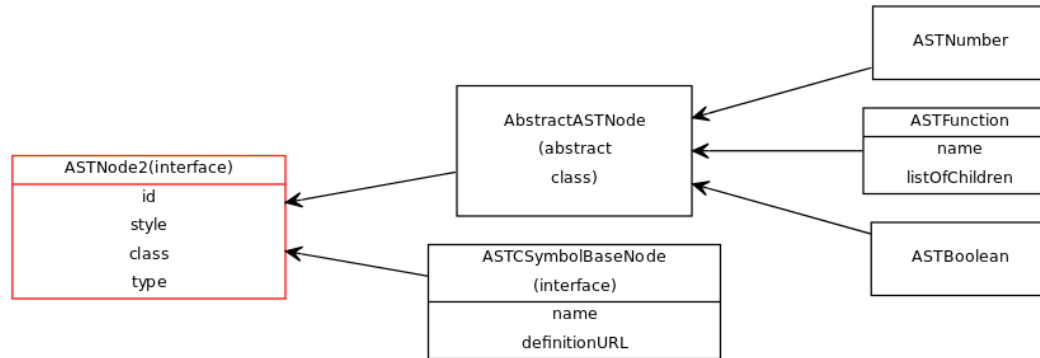 ASTNode2(interface)
id
style
class
type
AbstractASTNode
(abstract
class)
ASTCSymbolBaseNode
(interface)
name
definitionURL
ASTNumber
ASTFunction
name
listOfChildren
ASTBoolean